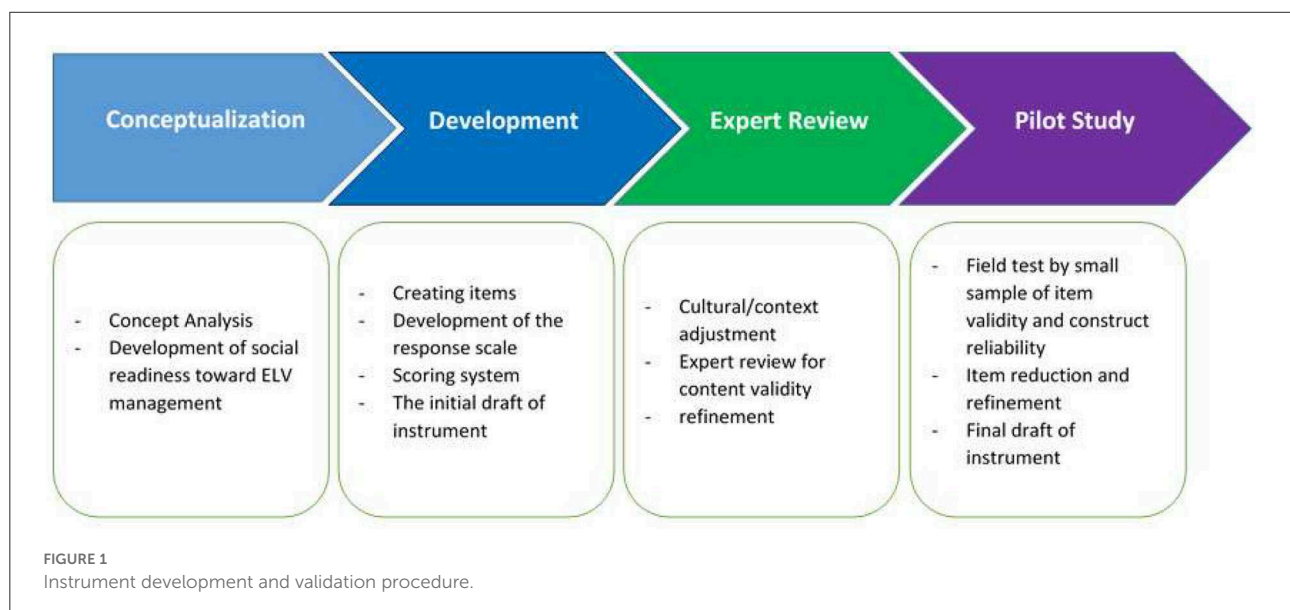 Conceptualization
Development
Expert Review
Pilot Study
- Concept Analysis
- Development of social
readiness toward ELV
management
- Creating items
- Development of the
response scale
- Scoring system
- The initial draft of
instrument
- Cultural/context
adjustment
- Expert review for
content validity
- refinement
- Field test by small
sample of item
validity and construct
reliability
- Item reduction and
refinement
- Final draft of
instrument
FIGURE 1
Instrument development and validation procedure.